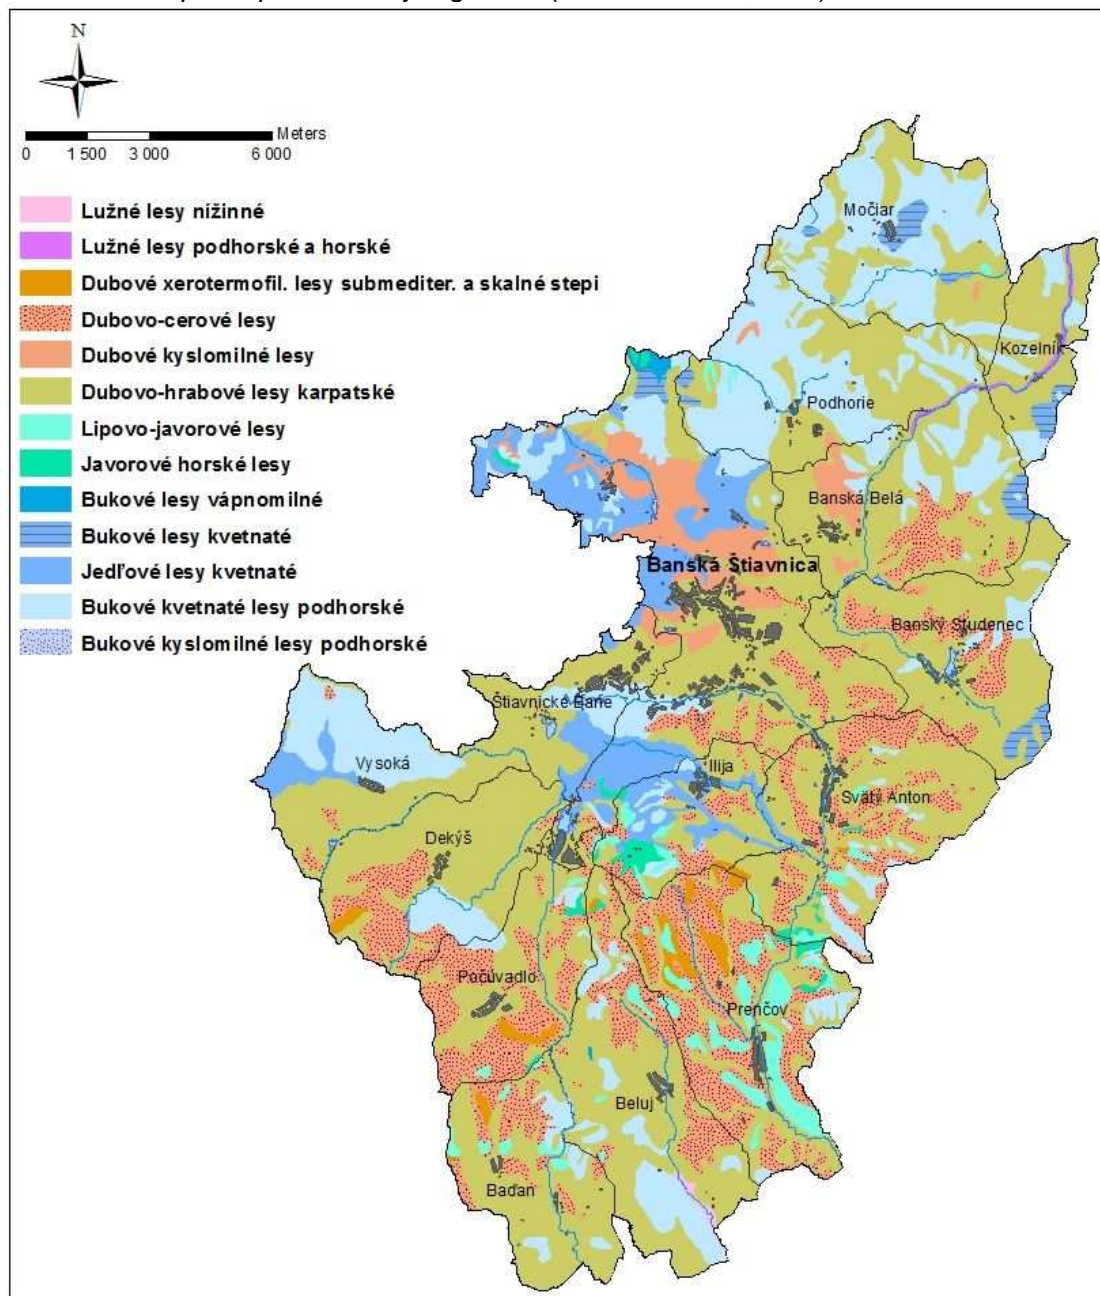 N
Meters
0 1 500 3 000 6 000
Lužné lesy nížinné
Lužné lesy podhorské a horské
Dubové xerotermofil. lesy submediter. a skalné stepi
Dubovo-cerové lesy
Dubové kyslomilné lesy
Dubovo-hrabové lesy karpatské
Lipovo-javorové lesy
Javorové horské lesy
Bukové lesy vápnomilné
Bukové lesy kvetnaté
Jedľové lesy kvetnaté
Bukové kvetnaté lesy podhorské
Bukové kyslomilné lesy podhorské
Močiar
Kozelník
Podhorie
Banská Belá
Banská Štiavnica
Banský Studenec
Štiavnické Bane
Vysoká
Ilija
Svätý Anton
Dekýš
Počúvadlo
Prenčov
Beluj
Baďan